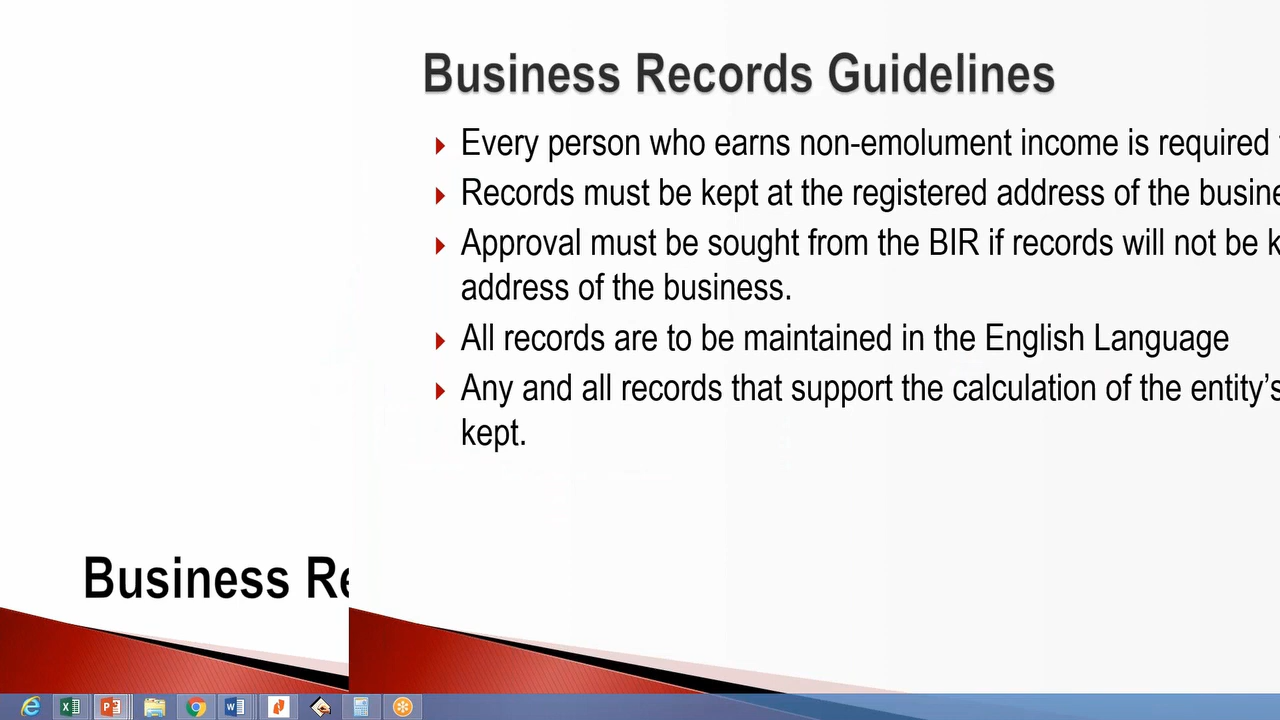 Business Records Guidelines
Every person who earns non-emolument income is required
Records must be kept at the registered address of the
Approval must be sought from the BIR if records will not be
address of the business.
All records are to be maintained in the English Language
Any and all records that support the calculation of the entity's
kept.
Business